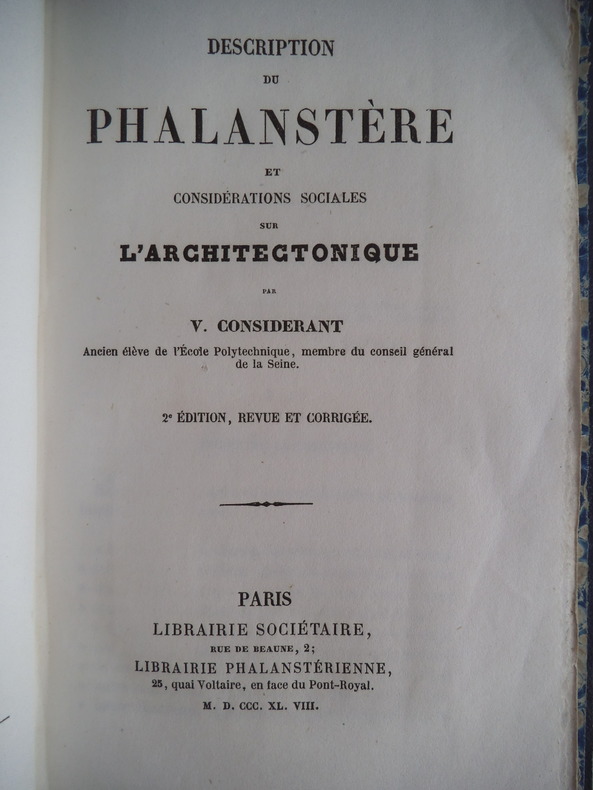 DESCRIPTION
DU
PHALANSTÈRE
ET
CONSIDÉRATIONS SOCIALES
SUR
L'ARCHITECTONIQUE
PAR
V. CONSIDERANT
Ancien élève de l'École Polytechnique, membre du conseil général
de la Seine.
2e ÉDITION, REVUE ET CORRIGÉE.
PARIS
LIBRAIRIE SOCIÉTAIRE,
RUE DE BEAUNE, 2;
LIBRAIRIE PHALANSTÉRIENNE,
25, quai Voltaire, en face du Pont-Royal.
M. D. CCC. XL. VIII.